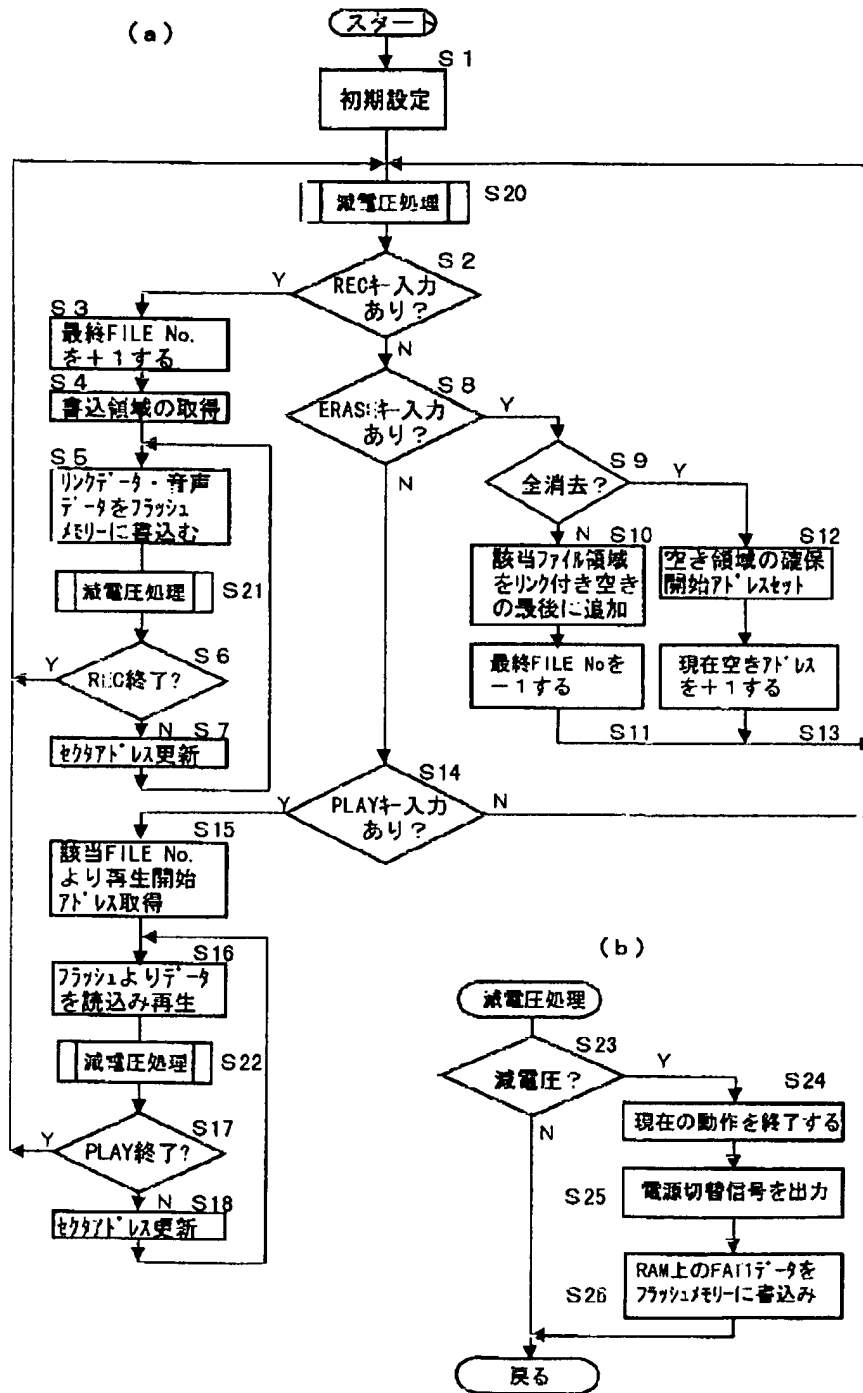 (a)
スタート
S1
初期設定
減電圧処理
S20
S2
RECキー入力
あり?
Y
N
S3
最終FILE No.
を+1する
S4
書込領域の取得
S5
リンクデータ・音声
データをフラッシュ
メモリーに書込む
減電圧処理
S21
S6
REC終了?
Y
N
S7
セクタアドレス更新
S8
ERASEキー入力
あり?
Y
N
S9
全消去?
Y
N
S10
該当ファイル領域
をリンク付き空き
の最後に追加
最終FILE Noを
-1する
S11
S12
空き領域の確保
開始アドレスセット
現在空きアドレス
を+1する
S13
S14
PLAYキー入力
あり?
Y
N
S15
該当FILE No.
より再生開始
アドレス取得
S16
フラッシュよりデータ
を読込み再生
減電圧処理
S22
S17
PLAY終了?
Y
N
S18
セクタアドレス更新
(b)
減電圧処理
S23
減電圧?
Y
N
S24
現在の動作を終了する
S25
電源切替信号を出力
S26
RAM上のFAT1データを
フラッシュメモリーに書込み
戻る